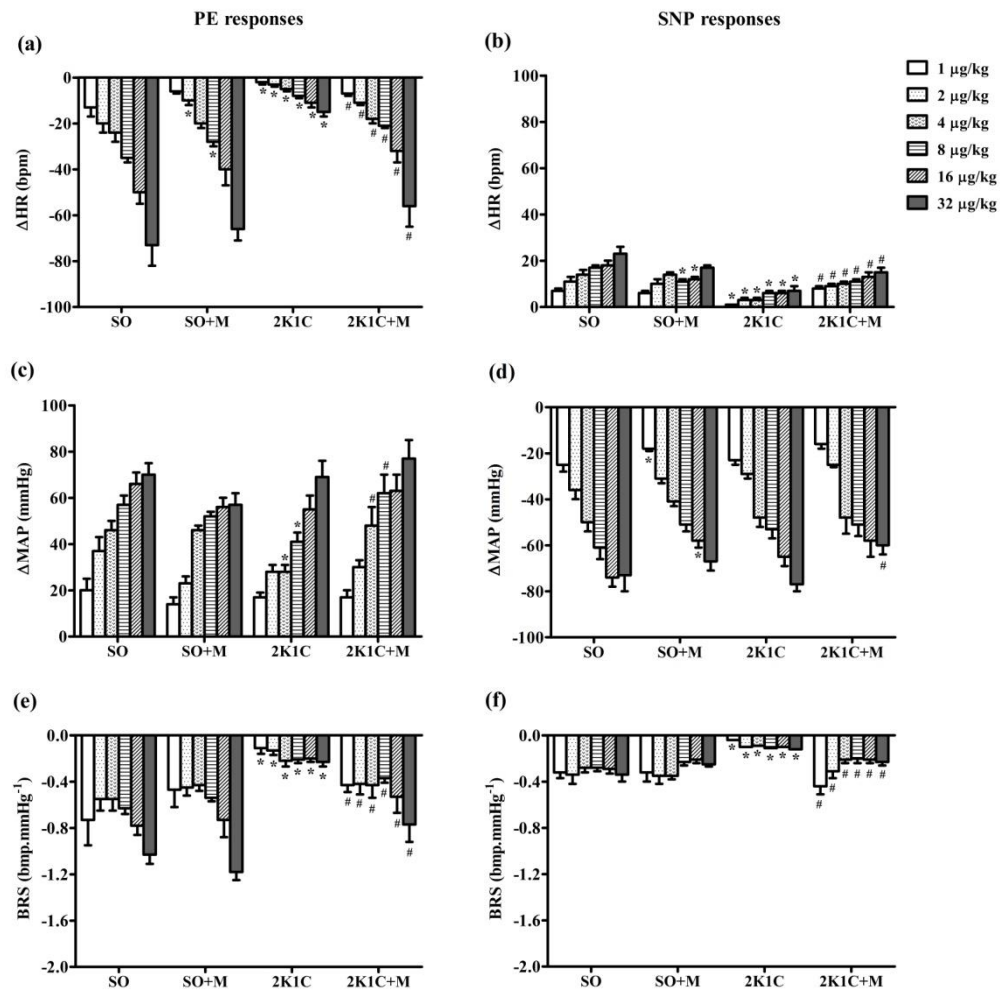 PE responses
SNP responses
(a)
0
-20
-40
-60
-80
-100
ΔHR (bpm)
* * * * * * * *
# # # # # #
SO SO+M 2K1C 2K1C+M
(b)
100
80
60
40
20
0
ΔHR (bpm)
* * * * * * * *
# # # # # #
SO SO+M 2K1C 2K1C+M
1 µg/kg
2 µg/kg
4 µg/kg
8 µg/kg
16 µg/kg
32 µg/kg
(c)
100
80
60
40
20
0
ΔMAP (mmHg)
* * # #
SO SO+M 2K1C 2K1C+M
(d)
0
-20
-40
-60
-80
-100
ΔMAP (mmHg)
* * #
SO SO+M 2K1C 2K1C+M
(e)
0.0
-0.4
-0.8
-1.2
-1.6
-2.0
BRS (bmp.mmHg⁻¹)
* * * * * *
# # # # # #
SO SO+M 2K1C 2K1C+M
(f)
0.0
-0.4
-0.8
-1.2
-1.6
-2.0
BRS (bmp.mmHg⁻¹)
* * * * * *
# # # # # #
SO SO+M 2K1C 2K1C+M